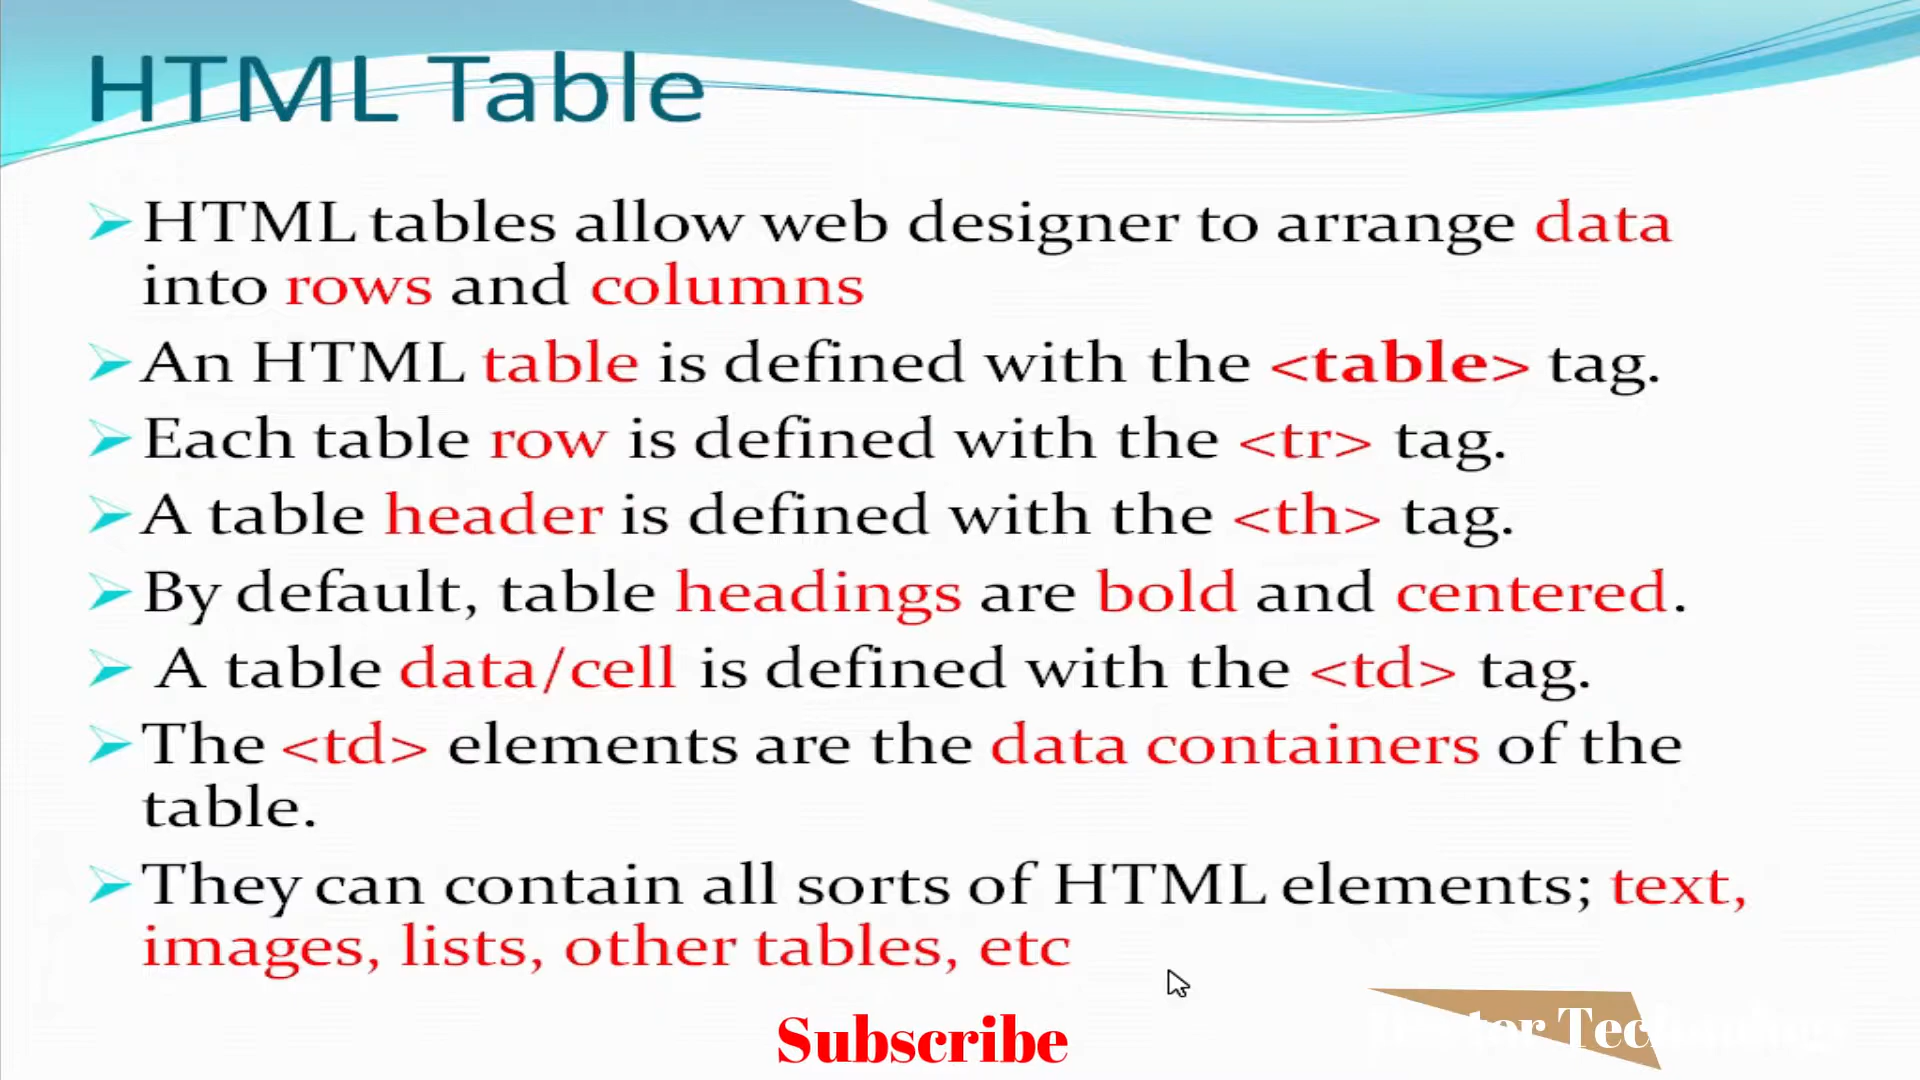 HTML Table
HTML tables allow web designer to arrange data
into rows and columns
An HTML table is defined with the <table> tag.
Each table row is defined with the <tr> tag.
A table header is defined with the <th> tag.
By default, table headings are bold and centered.
A table data/cell is defined with the <td> tag.
The <td> elements are the data containers of the
table.
They can contain all sorts of HTML elements; text,
images, lists, other tables, etc
Subscribe